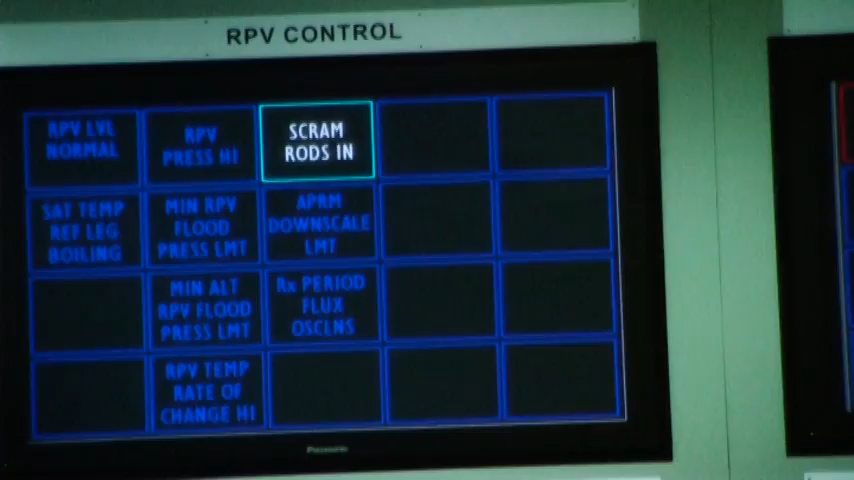 RPV CONTROL
RPV LVL
NORMAL
RPV
PRESS HI
SCRAM
RODS IN
SAT TEMP
REF LEG
BOILING
MIN RPV
FLOOD
PRESS LMT
APRM
DOWNSCALE
LMT
MIN ALT
RPV FLOOD
PRESS LMT
Rx PERIOD
FLUX
OSCLNS
RPV TEMP
RATE OF
CHANGE HI
Panasonic